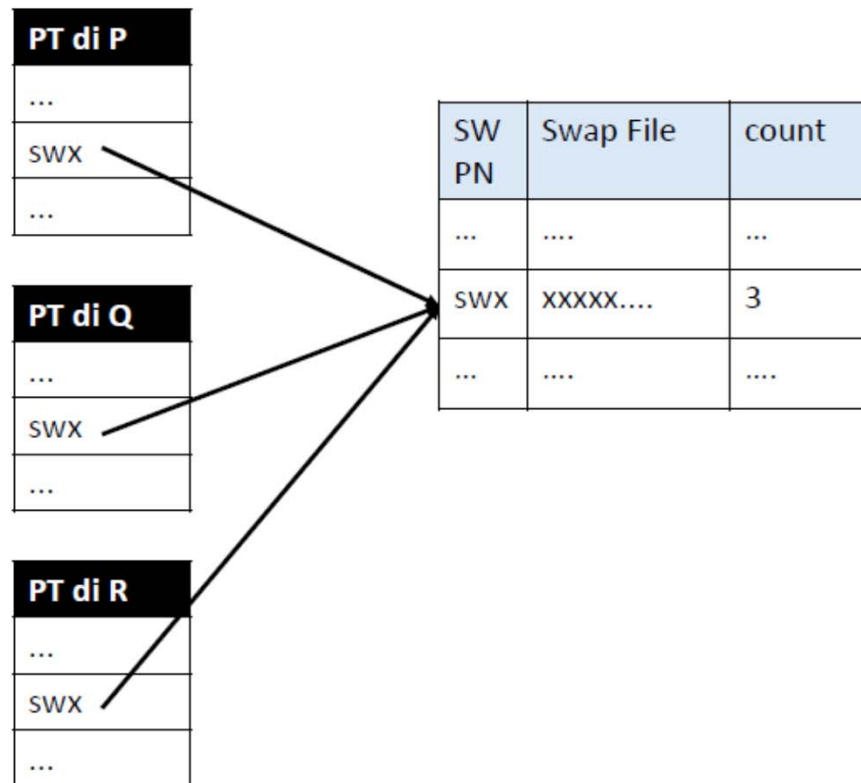 PT di P
...
swx
...
PT di Q
...
swx
...
PT di R
...
swx
...
SW PN Swap File count
... .... ...
swx xxxxx.... 3
... .... ....